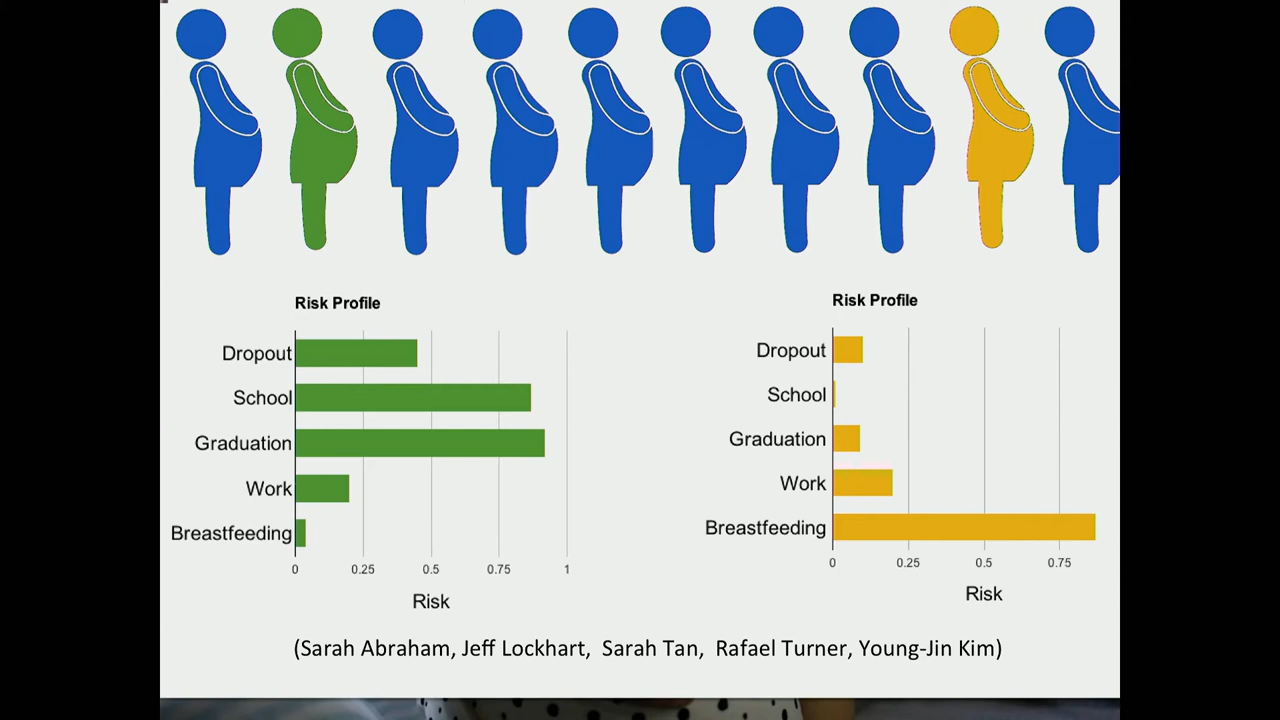 Risk Profile
Dropout
School
Graduation
Work
Breastfeeding
0 0.25 0.5 0.75 1
Risk
Risk Profile
Dropout
School
Graduation
Work
Breastfeeding
0 0.25 0.5 0.75
Risk
(Sarah Abraham, Jeff Lockhart, Sarah Tan, Rafael Turner, Young-Jin Kim)